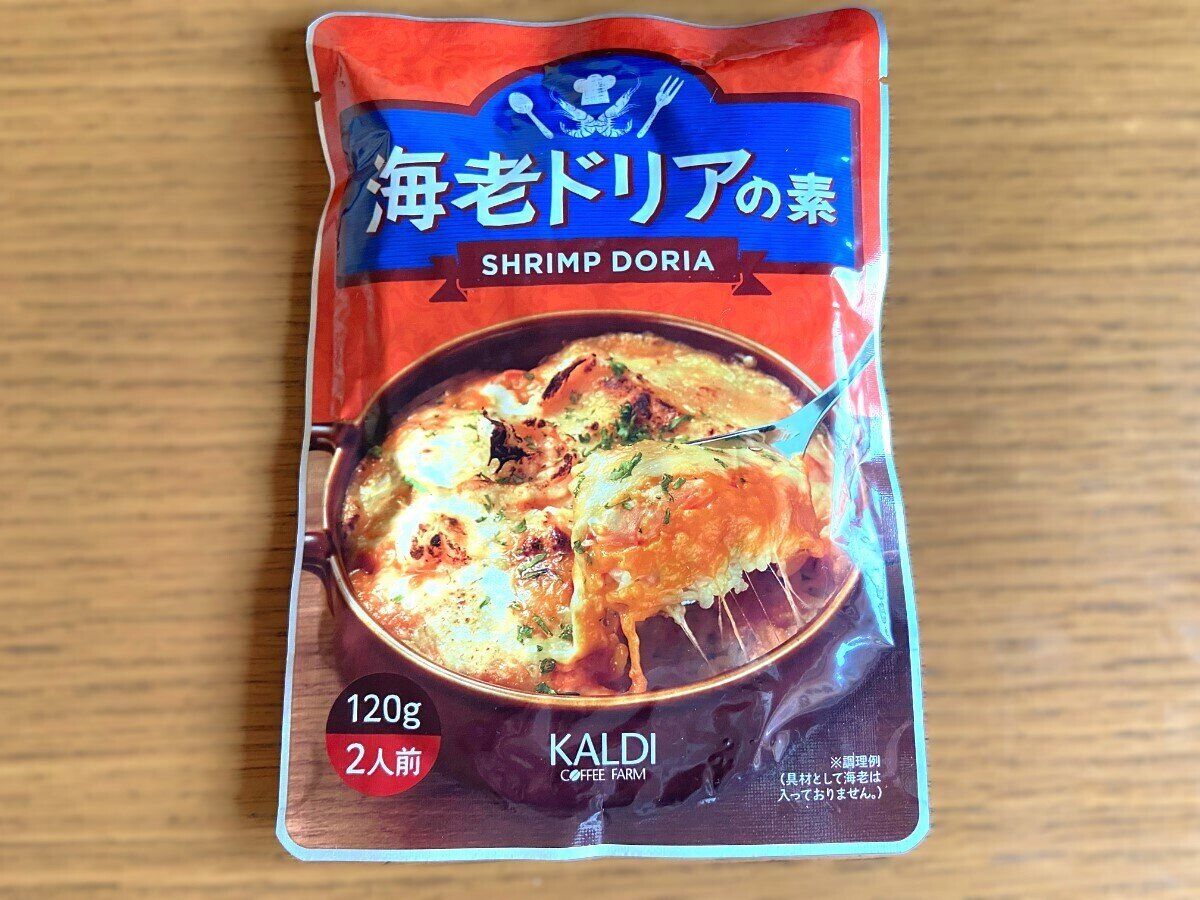 海老ドリアの素
SHRIMP DORIA
120g
2人前
KALDI
COFFEE FARM
※調理例
(具材として海老は
入っておりません。)